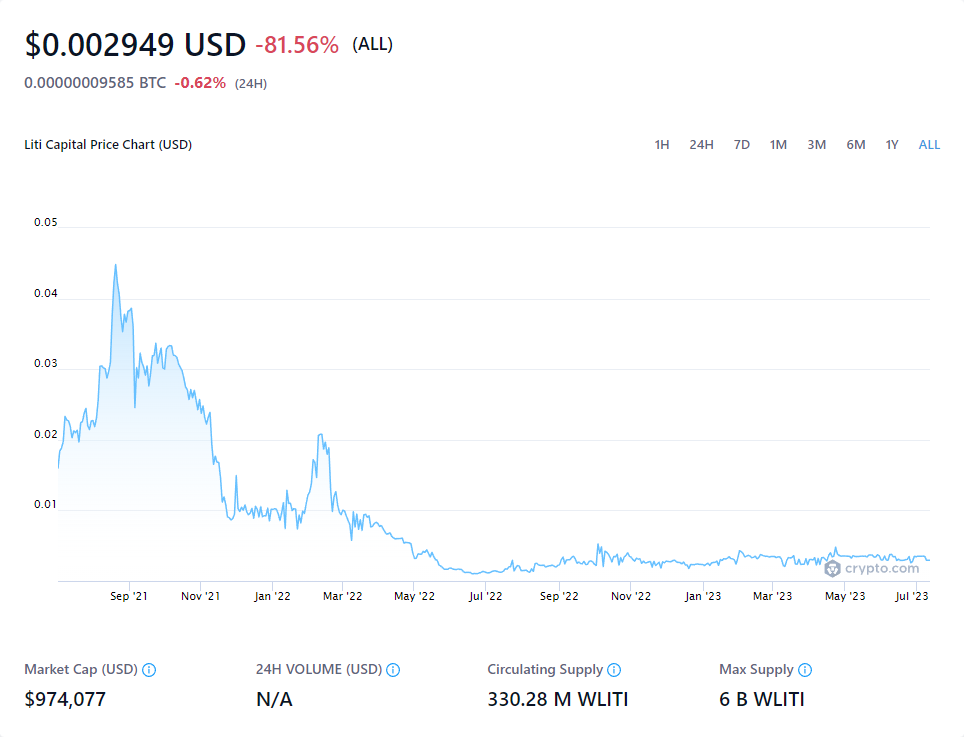 $0.002949 USD -81.56% (ALL)
0.00000009585 BTC -0.62% (24H)
Liti Capital Price Chart (USD) 1H 24H 7D 1M 3M 6M 1Y ALL
0.05
0.04
0.03
0.02
0.01
crypto.com
Sep '21 Nov '21 Jan '22 Mar '22 May '22 Jul '22 Sep '22 Nov '22 Jan '23 Mar '23 May '23 Jul '23
Market Cap (USD) 24H VOLUME (USD) Circulating Supply Max Supply
$974,077 N/A 330.28 M WLITI 6 B WLITI